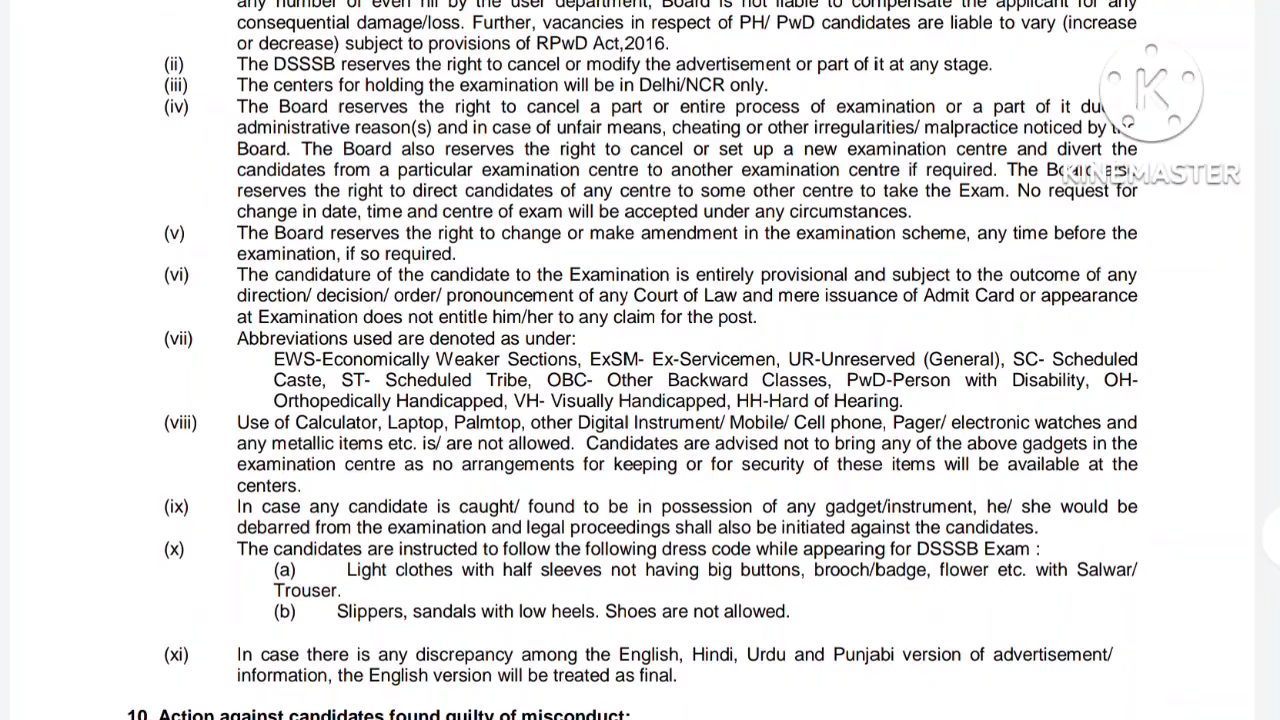 any number or even nil by the user department, Board is not liable to compensate the applicant for any
consequential damage/loss. Further, vacancies in respect of PH/ PwD candidates are liable to vary (increase
or decrease) subject to provisions of RPwD Act,2016.
(ii) The DSSSB reserves the right to cancel or modify the advertisement or part of it at any stage.
(iii) The centers for holding the examination will be in Delhi/NCR only.
(iv) The Board reserves the right to cancel a part or entire process of examination or a part of it du
administrative reason(s) and in case of unfair means, cheating or other irregularities/ malpractice noticed by the
Board. The Board also reserves the right to cancel or set up a new examination centre and divert the
candidates from a particular examination centre to another examination centre if required. The
reserves the right to direct candidates of any centre to some other centre to take the Exam. No request for
change in date, time and centre of exam will be accepted under any circumstances.
(v) The Board reserves the right to change or make amendment in the examination scheme, any time before the
examination, if so required.
(vi) The candidature of the candidate to the Examination is entirely provisional and subject to the outcome of any
direction/ decision/ order/ pronouncement of any Court of Law and mere issuance of Admit Card or appearance
at Examination does not entitle him/her to any claim for the post.
(vii) Abbreviations used are denoted as under:
EWS-Economically Weaker Sections, ExSM- Ex-Servicemen, UR-Unreserved (General), SC- Scheduled
Caste, ST- Scheduled Tribe, OBC- Other Backward Classes, PwD-Person with Disability, OH-
Orthopedically Handicapped, VH- Visually Handicapped, HH-Hard of Hearing.
(viii) Use of Calculator, Laptop, Palmtop, other Digital Instrument/ Mobile/ Cell phone, Pager/ electronic watches and
any metallic items etc. is/ are not allowed. Candidates are advised not to bring any of the above gadgets in the
examination centre as no arrangements for keeping or for security of these items will be available at the
centers.
(ix) In case any candidate is caught/ found to be in possession of any gadget/instrument, he/ she would be
debarred from the examination and legal proceedings shall also be initiated against the candidates.
(x) The candidates are instructed to follow the following dress code while appearing for DSSSB Exam :
(a) Light clothes with half sleeves not having big buttons, brooch/badge, flower etc. with Salwar/
Trouser.
(b) Slippers, sandals with low heels. Shoes are not allowed.
(xi) In case there is any discrepancy among the English, Hindi, Urdu and Punjabi version of advertisement/
information, the English version will be treated as final.
10. Action against candidates found guilty of misconduct:
K
KINEMASTER